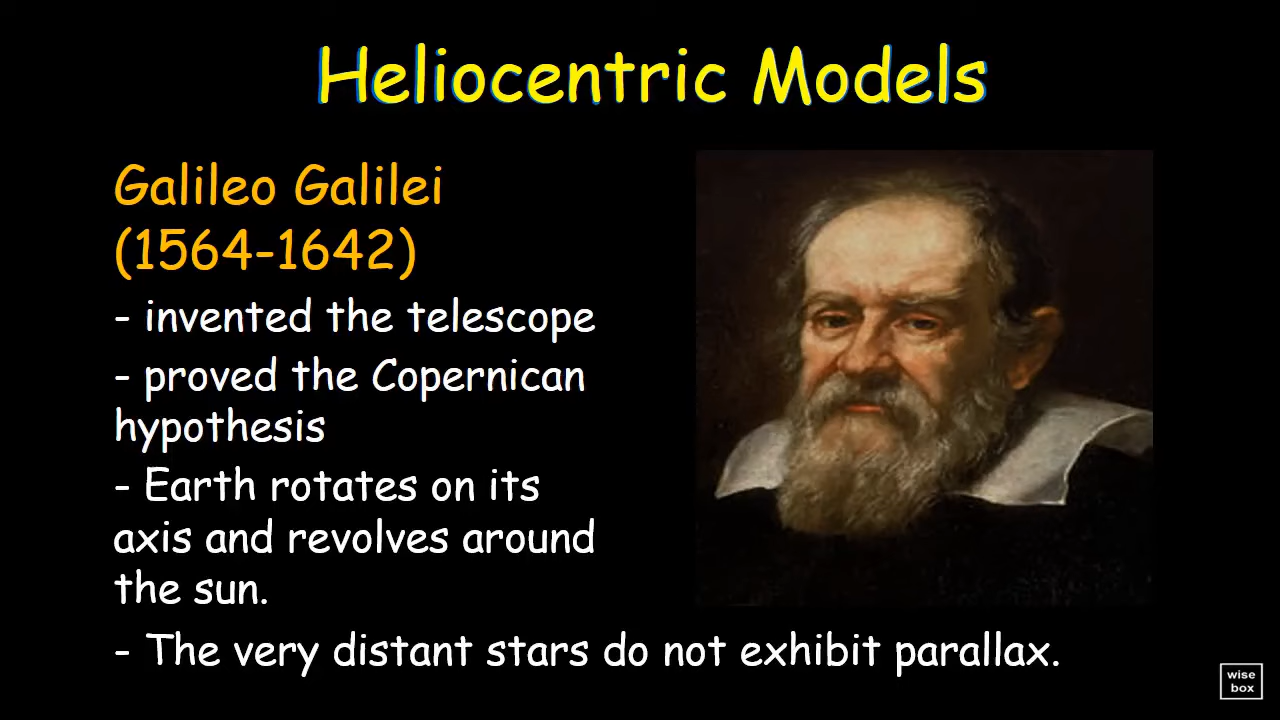 Heliocentric Models
Galileo Galilei
(1564-1642)
- invented the telescope
- proved the Copernican
hypothesis
- Earth rotates on its
axis and revolves around
the sun.
- The very distant stars do not exhibit parallax.
wise
box